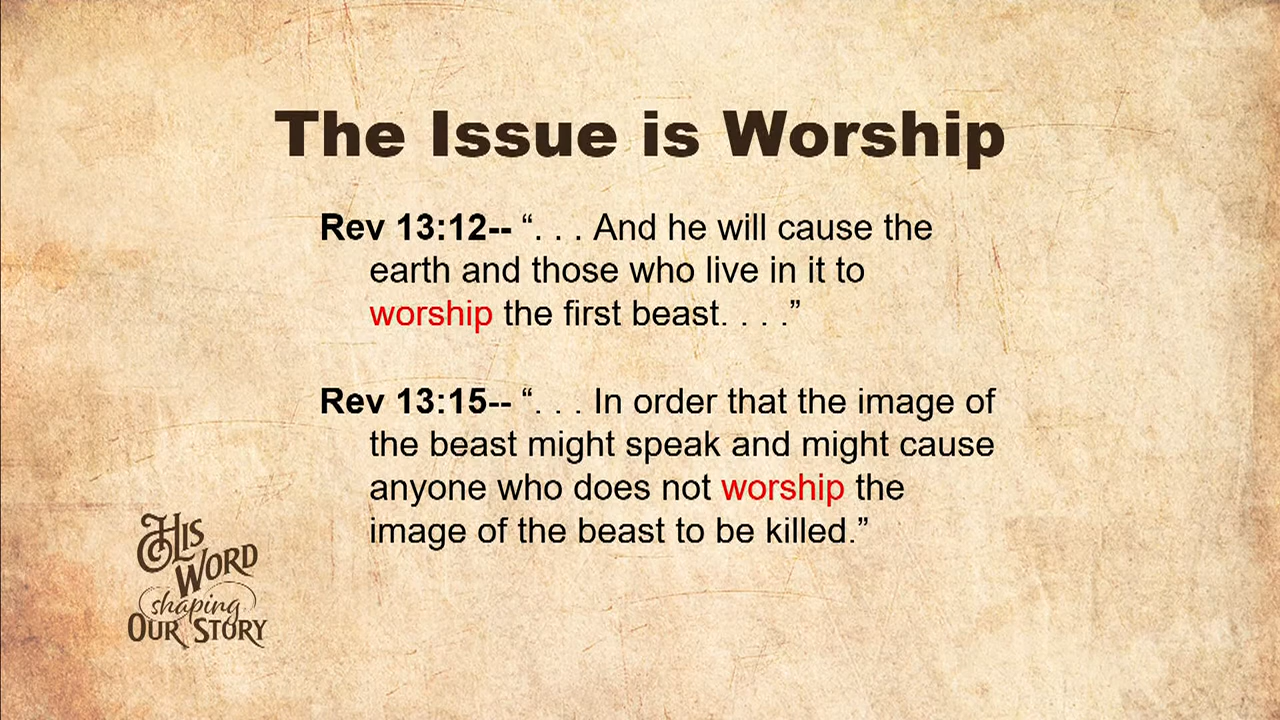 The Issue is Worship
Rev 13:12-- “. . . And he will cause the
earth and those who live in it to
worship the first beast. . . .”
Rev 13:15-- “. . . In order that the image of
the beast might speak and might cause
anyone who does not worship the
image of the beast to be killed.”
His
Word
shaping
Our Story